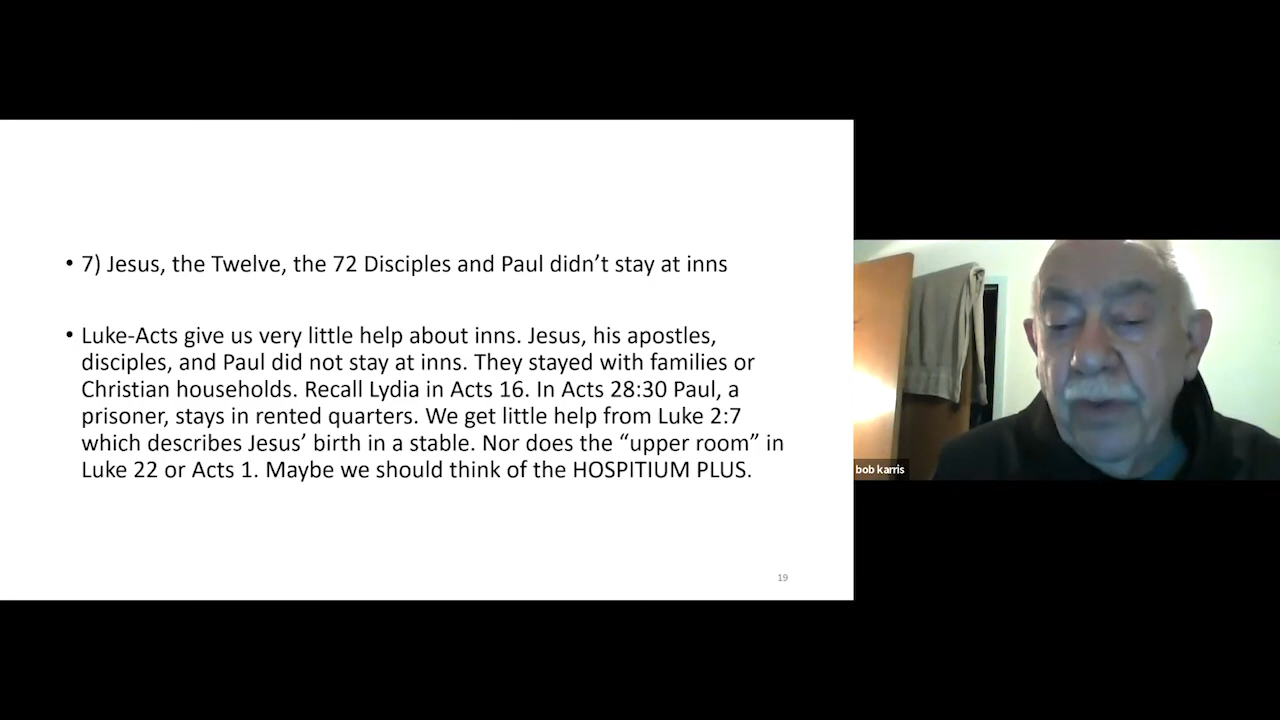 • 7) Jesus, the Twelve, the 72 Disciples and Paul didn’t stay at inns
• Luke-Acts give us very little help about inns. Jesus, his apostles,
disciples, and Paul did not stay at inns. They stayed with families or
Christian households. Recall Lydia in Acts 16. In Acts 28:30 Paul, a
prisoner, stays in rented quarters. We get little help from Luke 2:7
which describes Jesus’ birth in a stable. Nor does the “upper room” in
Luke 22 or Acts 1. Maybe we should think of the HOSPITIUM PLUS.
19
bob karris